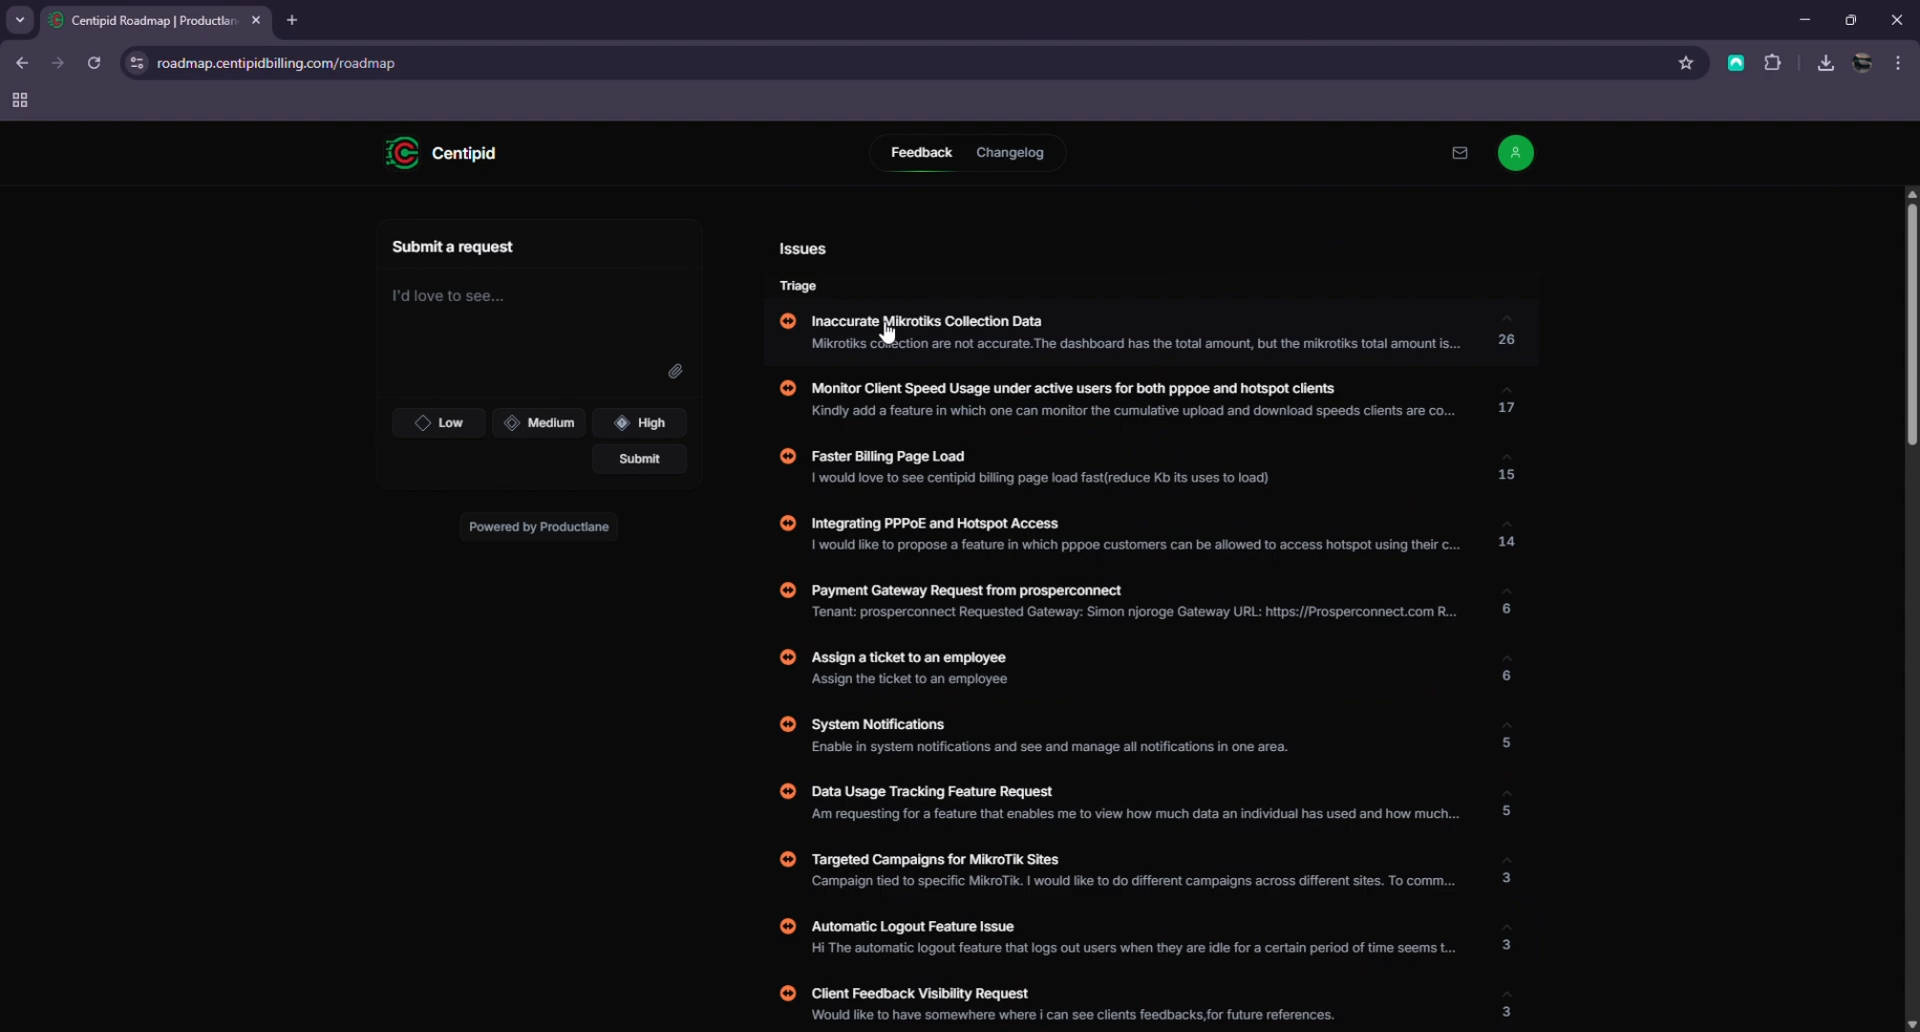 Centipid Roadmap | Productlan
roadmap.centipidbilling.com/roadmap
Centipid
Feedback
Changelog
Submit a request
I'd love to see...
Low
Medium
High
Submit
Powered by Productlane
Issues
Triage
Inaccurate Mikrotiks Collection Data
Mikrotiks collection are not accurate.The dashboard has the total amount, but the mikrotiks total amount is...
26
Monitor Client Speed Usage under active users for both pppoe and hotspot clients
Kindly add a feature in which one can monitor the cumulative upload and download speeds clients are co...
17
Faster Billing Page Load
I would love to see centipid billing page load fast(reduce Kb its uses to load)
15
Integrating PPPoE and Hotspot Access
I would like to propose a feature in which pppoe customers can be allowed to access hotspot using their c...
14
Payment Gateway Request from prosperconnect
Tenant: prosperconnect Requested Gateway: Simon njoroge Gateway URL: https://Prosperconnect.com R...
6
Assign a ticket to an employee
Assign the ticket to an employee
6
System Notifications
Enable in system notifications and see and manage all notifications in one area.
5
Data Usage Tracking Feature Request
Am requesting for a feature that enables me to view how much data an individual has used and how much...
5
Targeted Campaigns for MikroTik Sites
Campaign tied to specific MikroTik. I would like to do different campaigns across different sites. To comm...
3
Automatic Logout Feature Issue
Hi The automatic logout feature that logs out users when they are idle for a certain period of time seems t...
3
Client Feedback Visibility Request
Would like to have somewhere where i can see clients feedbacks,for future references.
3